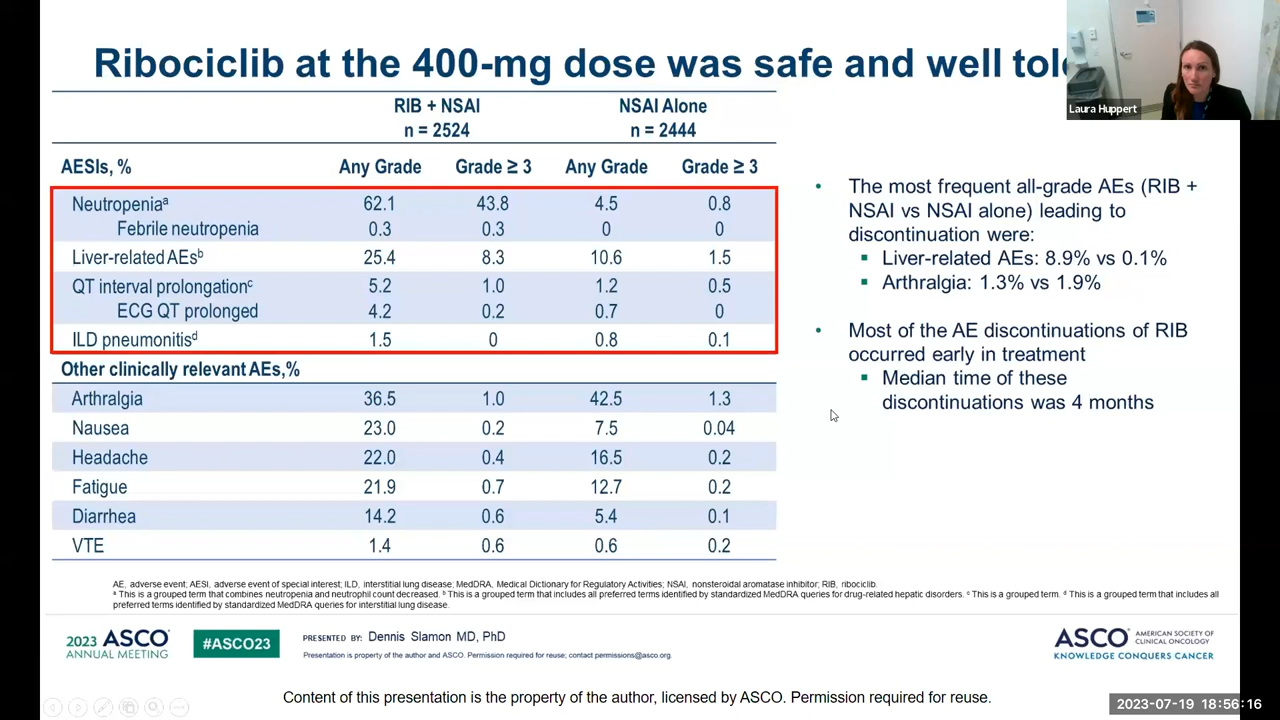 Ribociclib at the 400-mg dose was safe and well
Laura Huppert
RIB + NSAI NSAI Alone
n = 2524 n = 2444
AESIs, % Any Grade Grade ≥ 3 Any Grade Grade ≥ 3
Neutropeniaᵃ 62.1 43.8 4.5 0.8
Febrile neutropenia 0.3 0.3 0 0
Liver-related AEsᵇ 25.4 8.3 10.6 1.5
QT interval prolongationᶜ 5.2 1.0 1.2 0.5
ECG QT prolonged 4.2 0.2 0.7 0
ILD pneumonitisᵈ 1.5 0 0.8 0.1
Other clinically relevant AEs,%
Arthralgia 36.5 1.0 42.5 1.3
Nausea 23.0 0.2 7.5 0.04
Headache 22.0 0.4 16.5 0.2
Fatigue 21.9 0.7 12.7 0.2
Diarrhea 14.2 0.6 5.4 0.1
VTE 1.4 0.6 0.6 0.2
• The most frequent all-grade AEs (RIB +
NSAI vs NSAI alone) leading to
discontinuation were:
▪ Liver-related AEs: 8.9% vs 0.1%
▪ Arthralgia: 1.3% vs 1.9%
• Most of the AE discontinuations of RIB
occurred early in treatment
▪ Median time of these
discontinuations was 4 months
AE, adverse event; AESI, adverse event of special interest; ILD, interstitial lung disease; MedDRA, Medical Dictionary for Regulatory Activities; NSAI, nonsteroidal aromatase inhibitor; RIB, ribociclib.
ᵃ This is a grouped term that combines neutropenia and neutrophil count decreased. ᵇ This is a grouped term that includes all preferred terms identified by standardized MedDRA queries for drug-related hepatic disorders. ᶜ This is a grouped term. ᵈ This is a grouped term that includes all
preferred terms identified by standardized MedDRA queries for interstitial lung disease.
2023 ASCO
ANNUAL MEETING
#ASCO23
PRESENTED BY: Dennis Slamon MD, PhD
Presentation is property of the author and ASCO. Permission required for reuse; contact permissions@asco.org.
ASCO AMERICAN SOCIETY OF
CLINICAL ONCOLOGY
KNOWLEDGE CONQUERS CANCER
Content of this presentation is the property of the author, licensed by ASCO. Permission required for reuse.
2023-07-19 18:56:16